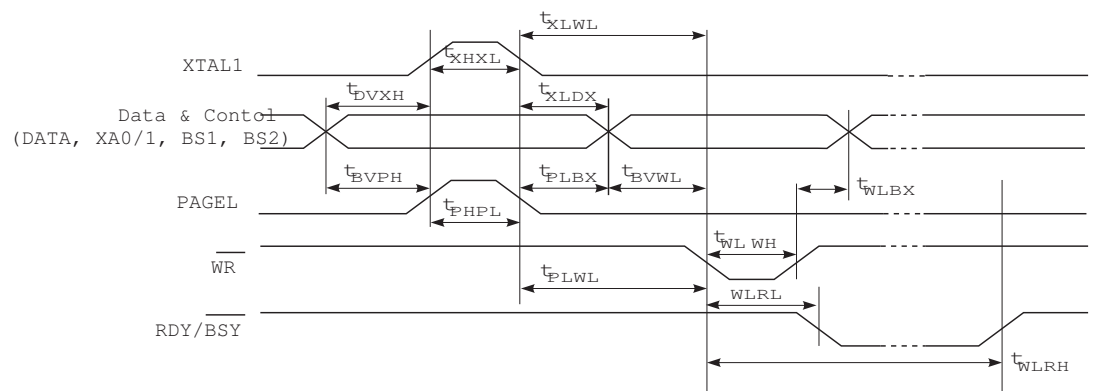 tXLWL
XTAL1
tXHXL
tDVXH
tXLDX
Data & Contol
(DATA, XA0/1, BS1, BS2)
tBVPH
tPLBX
tBVWL
tWLBX
PAGEL
tPHPL
tWL WH
WR
tPLWL
WLRL
RDY/BSY
tWLRH